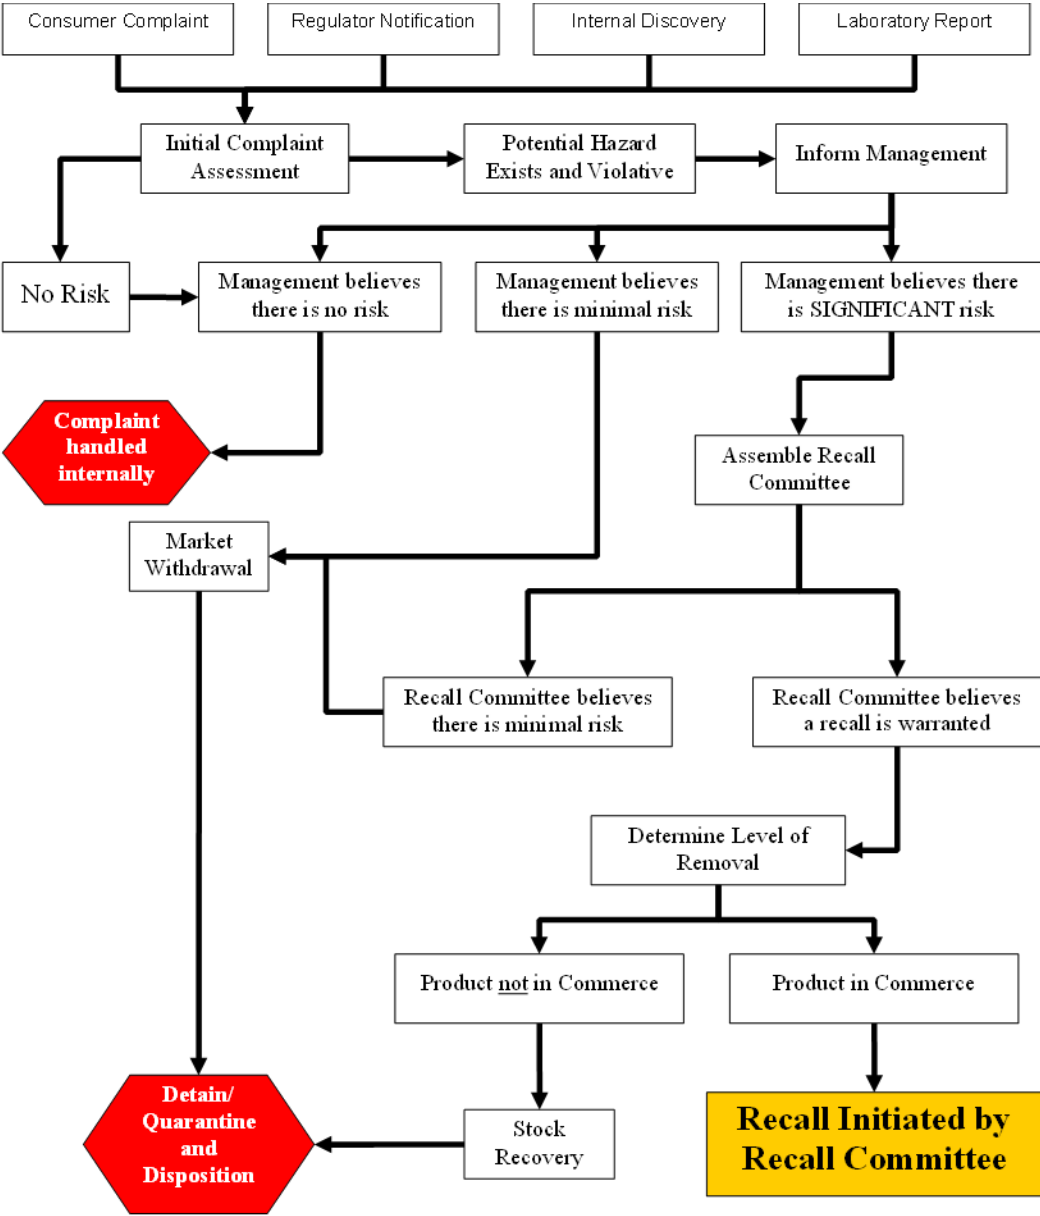 Consumer Complaint
Regulator Notification
Internal Discovery
Laboratory Report
Initial Complaint
Assessment
Potential Hazard
Exists and Violative
Inform Management
No Risk
Management believes
there is no risk
Management believes
there is minimal risk
Management believes there
is SIGNIFICANT risk
Complaint
handled
internally
Assemble Recall
Committee
Market
Withdrawal
Recall Committee believes
there is minimal risk
Recall Committee believes
a recall is warranted
Determine Level of
Removal
Product not in Commerce
Product in Commerce
Detain/
Quarantine
and
Disposition
Stock
Recovery
Recall Initiated by
Recall Committee